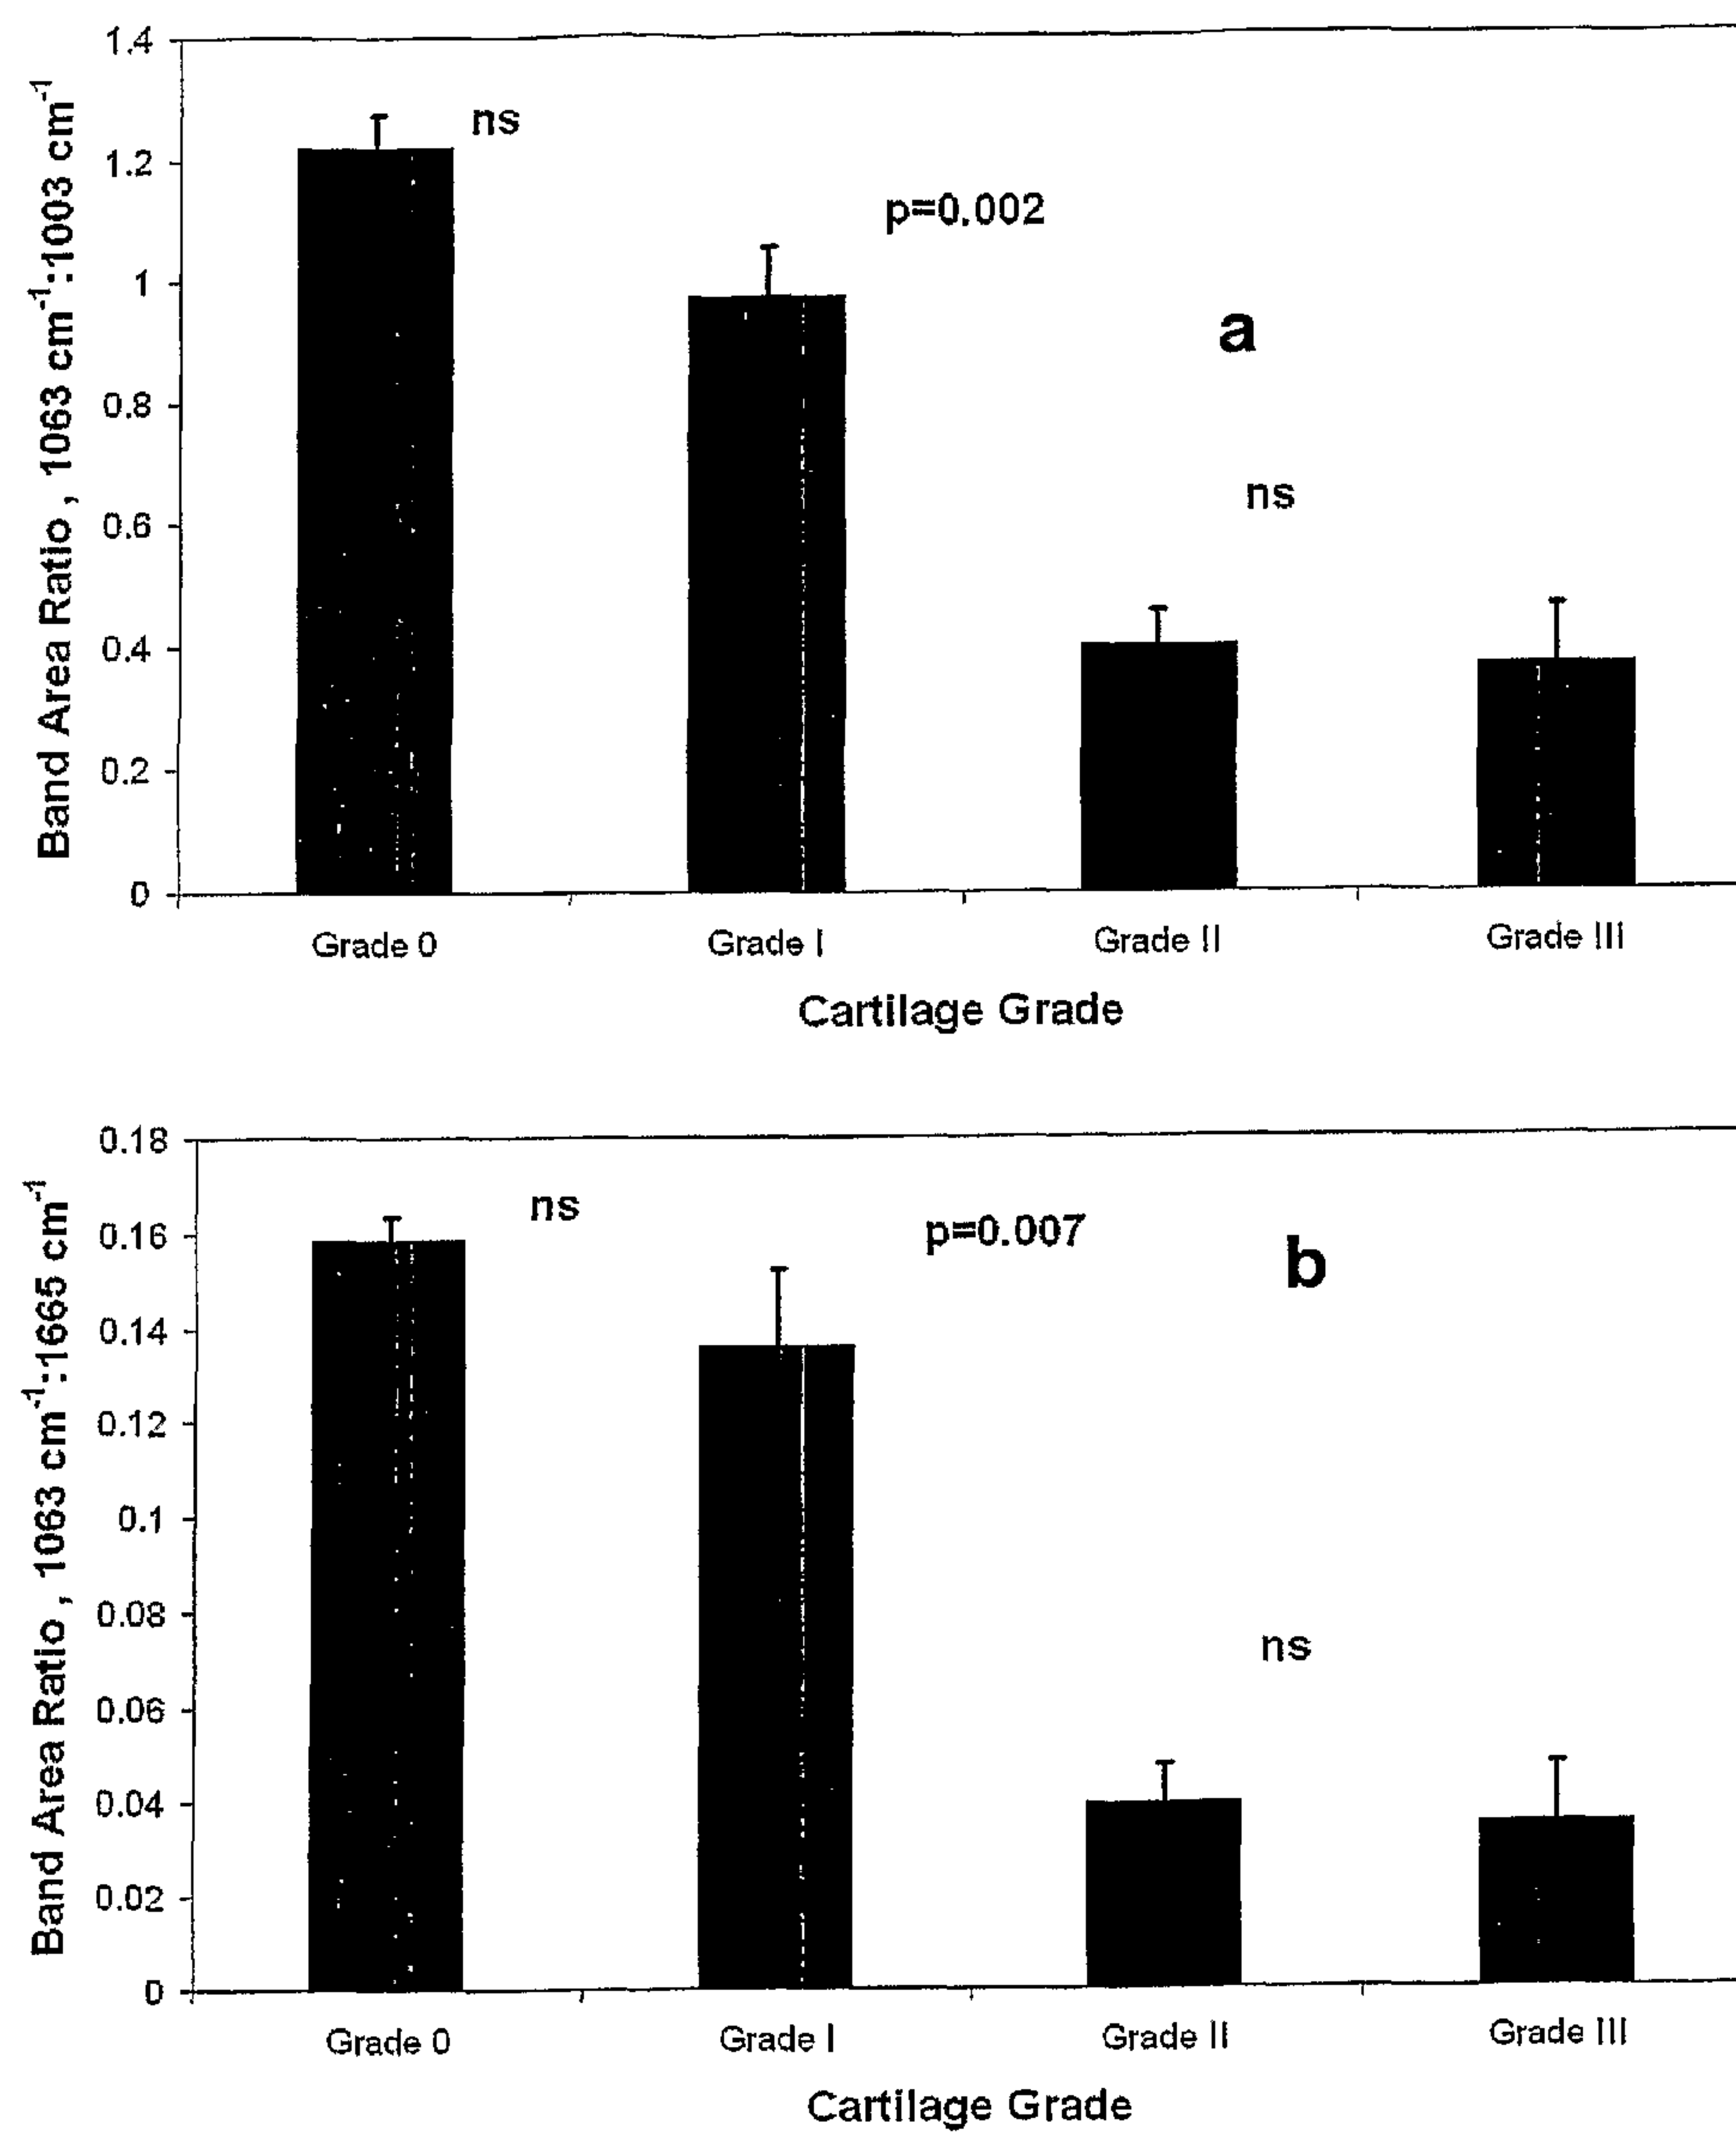 Band Area Ratio, 1063 cm⁻¹:1003 cm⁻¹
1.4
1.2
1
0.8
0.6
0.4
0.2
0
ns
p=0.002
a
ns
Grade 0
Grade I
Grade II
Grade III
Cartilage Grade
Band Area Ratio, 1063 cm⁻¹:1665 cm⁻¹
0.18
0.16
0.14
0.12
0.1
0.08
0.06
0.04
0.02
0
ns
p=0.007
b
ns
Grade 0
Grade I
Grade II
Grade III
Cartilage Grade